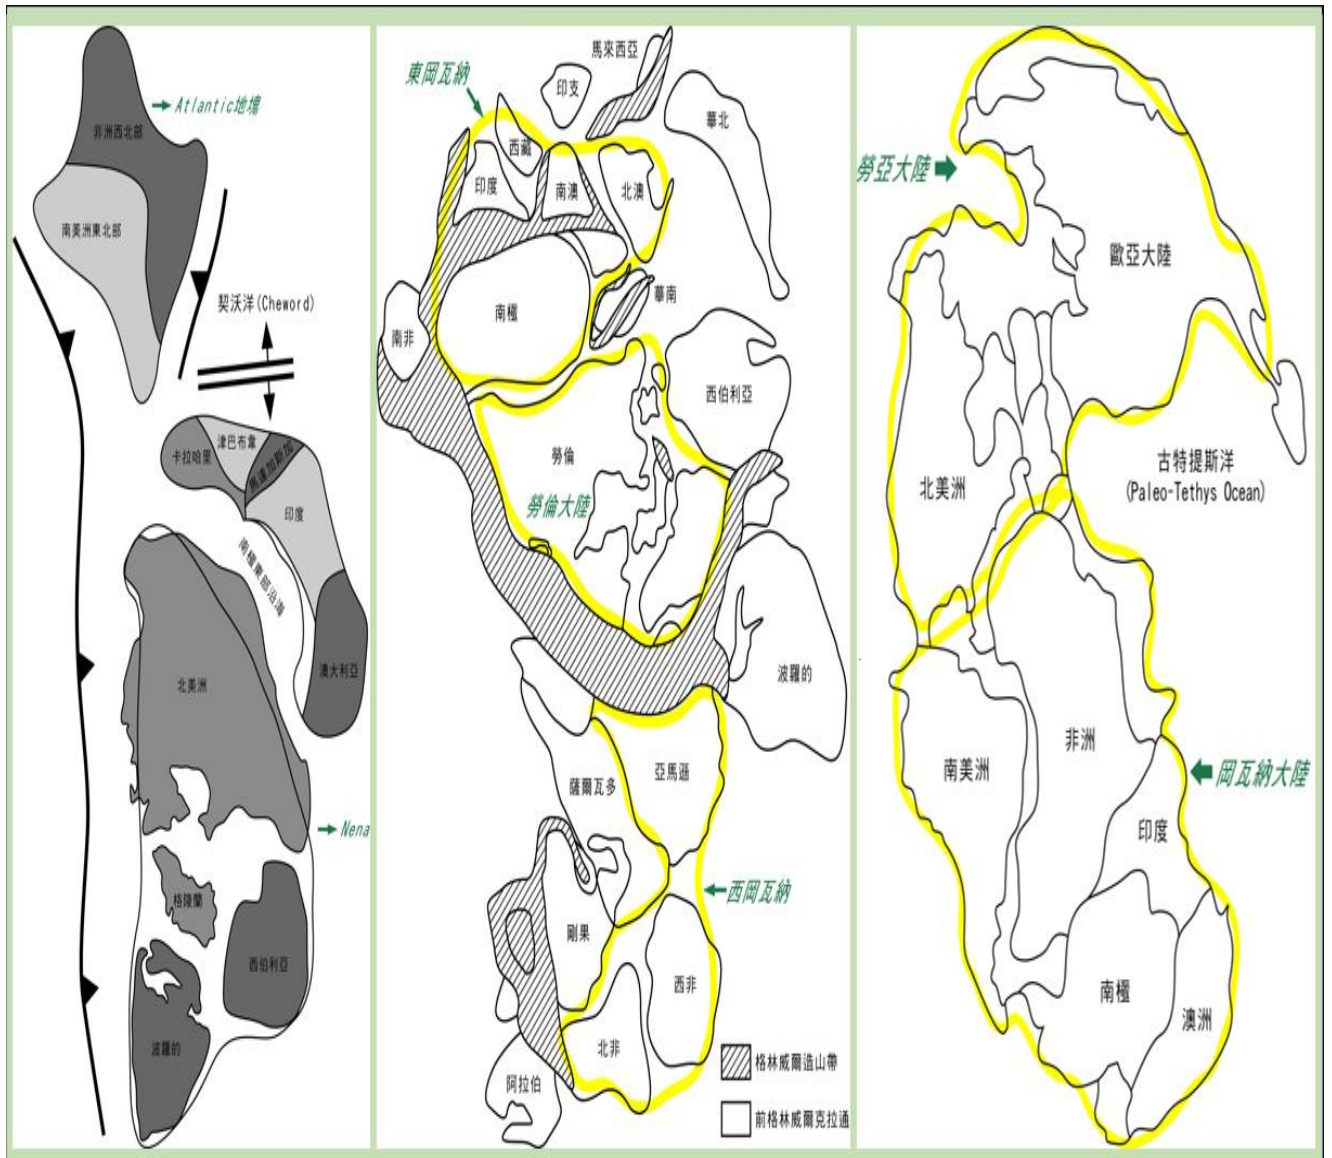 非洲西北部
Atlantic地塊
南美洲東北部
契沃洋(Cheword)
津巴布韋
卡拉哈里
馬達加斯加
印度
南極東部沿海
澳大利亞
北美洲
Nena
格陵蘭
西伯利亞
波羅的
馬來西亞
東岡瓦納
印支
華北
西藏
印度
南澳
北澳
南極
華南
南非
西伯利亞
勞倫
勞倫大陸
波羅的
薩爾瓦多
亞馬遜
西岡瓦納
剛果
西非
北非
阿拉伯
格林威爾造山帶
前格林威爾克拉通
勞亞大陸
歐亞大陸
北美洲
古特提斯洋
(Paleo-Tethys Ocean)
非洲
南美洲
岡瓦納大陸
印度
南極
澳洲